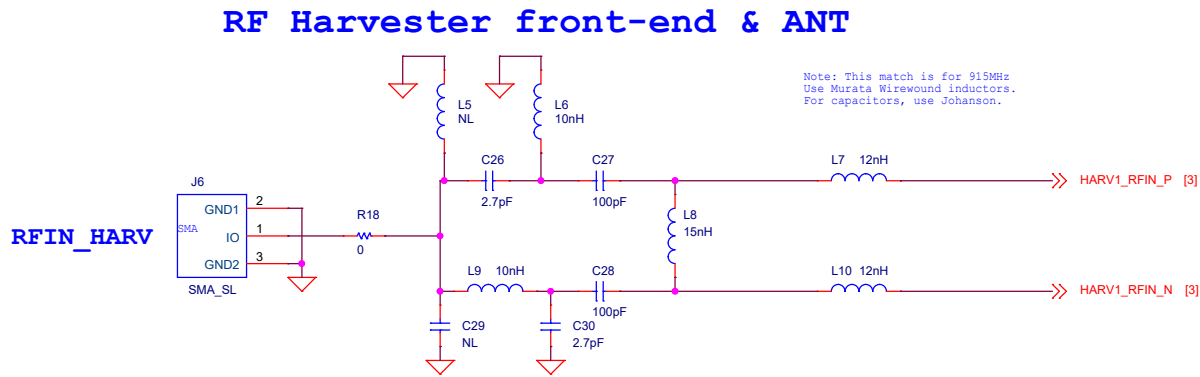 RF Harvester front-end & ANT
Note: This match is for 915MHz
Use Murata Wirewound inductors.
For capacitors, use Johanson.
L5
NL
L6
10nH
C26
2.7pF
C27
100pF
L7 12nH
HARV1_RFIN_P [3]
J6
GND1
2
SMA
IO
1
GND2
3
SMA_SL
RFIN_HARV
R18
0
L8
15nH
L9 10nH
C28
100pF
L10 12nH
HARV1_RFIN_N [3]
C29
NL
C30
2.7pF